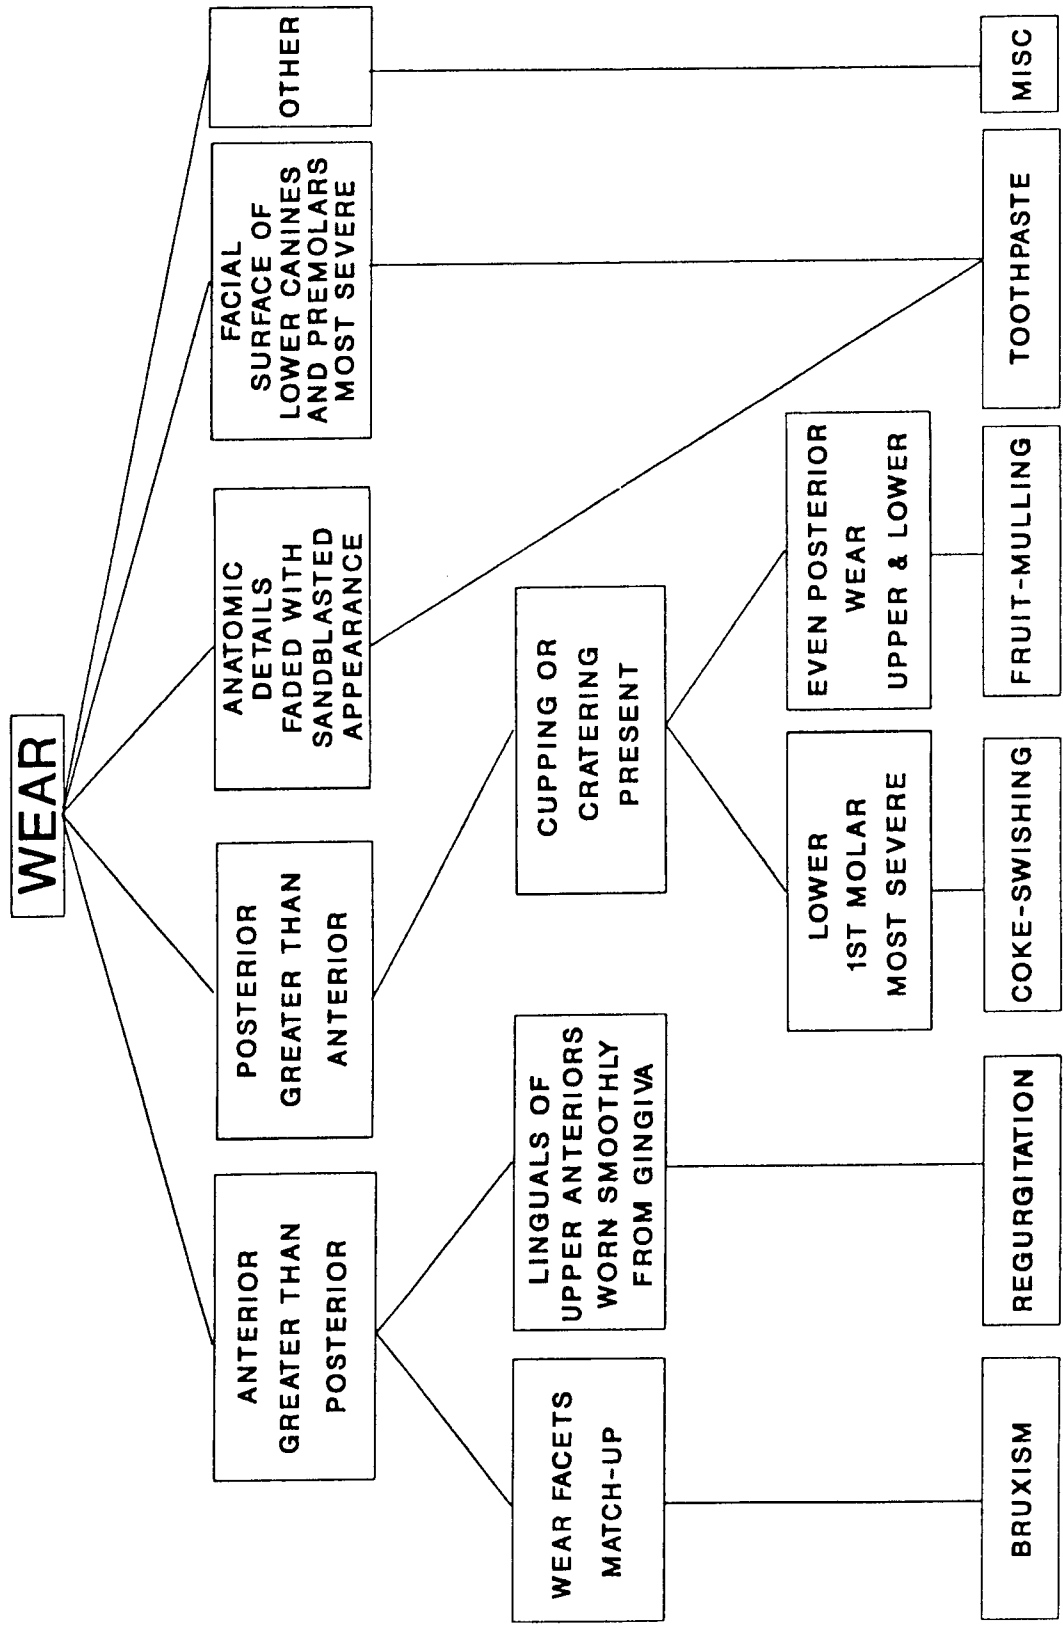 WEAR
ANTERIOR
GREATER THAN
POSTERIOR
POSTERIOR
GREATER THAN
ANTERIOR
ANATOMIC
DETAILS
FADED WITH
SANDBLASTED
APPEARANCE
FACIAL
SURFACE OF
LOWER CANINES
AND PREMOLARS
MOST SEVERE
OTHER
WEAR FACETS
MATCH-UP
LINGUALS OF
UPPER ANTERIORS
WORN SMOOTHLY
FROM GINGIVA
CUPPING OR
CRATERING
PRESENT
LOWER
1ST MOLAR
MOST SEVERE
EVEN POSTERIOR
WEAR
UPPER & LOWER
BRUXISM
REGURGITATION
COKE-SWISHING
FRUIT-MULLING
TOOTHPASTE
MISC